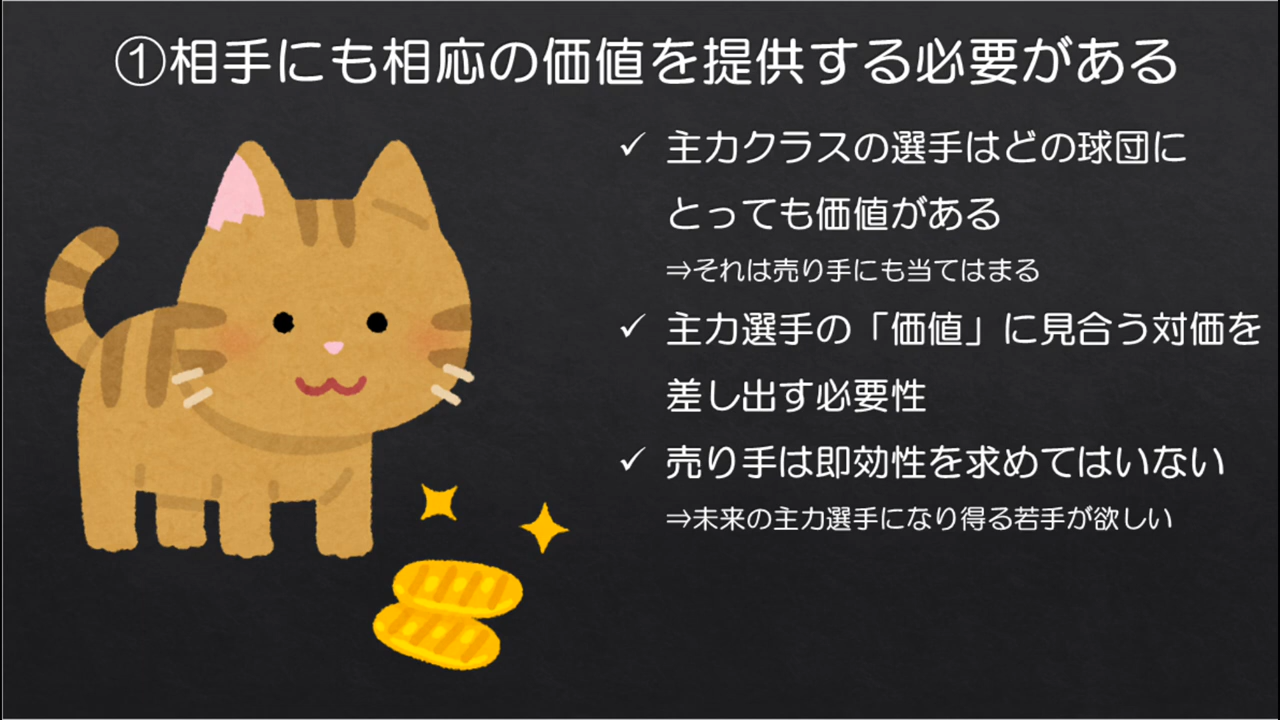 ①相手にも相応の価値を提供する必要がある
✓ 主力クラスの選手はどの球団に
とっても価値がある
⇒それは売り手にも当てはまる
✓ 主力選手の「価値」に見合う対価を
差し出す必要性
✓ 売り手は即効性を求めてはいない
⇒未来の主力選手になり得る若手が欲しい